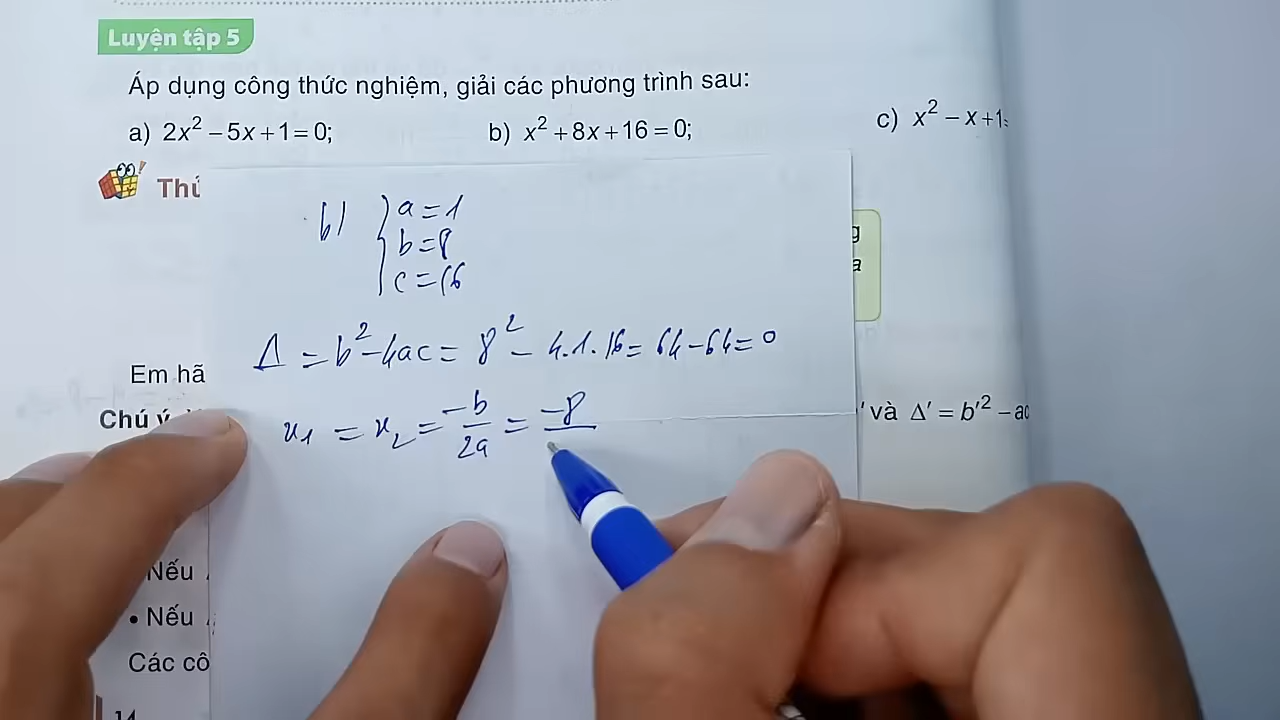 Luyện tập 5
Áp dụng công thức nghiệm, giải các phương trình sau:
a) 2x² – 5x + 1 = 0; b) x² + 8x + 16 = 0; c) x² – x + 1
b) { a = 1
b = 8
c = 16
Δ = b² – 4ac = 8² – 4.1.16 = 64 – 64 = 0
x₁ = x₂ = -b/2a = -8/
g
a
Em hã
Chú ý
và Δ' = b'² – ac
Nếu
• Nếu
Các cô
14